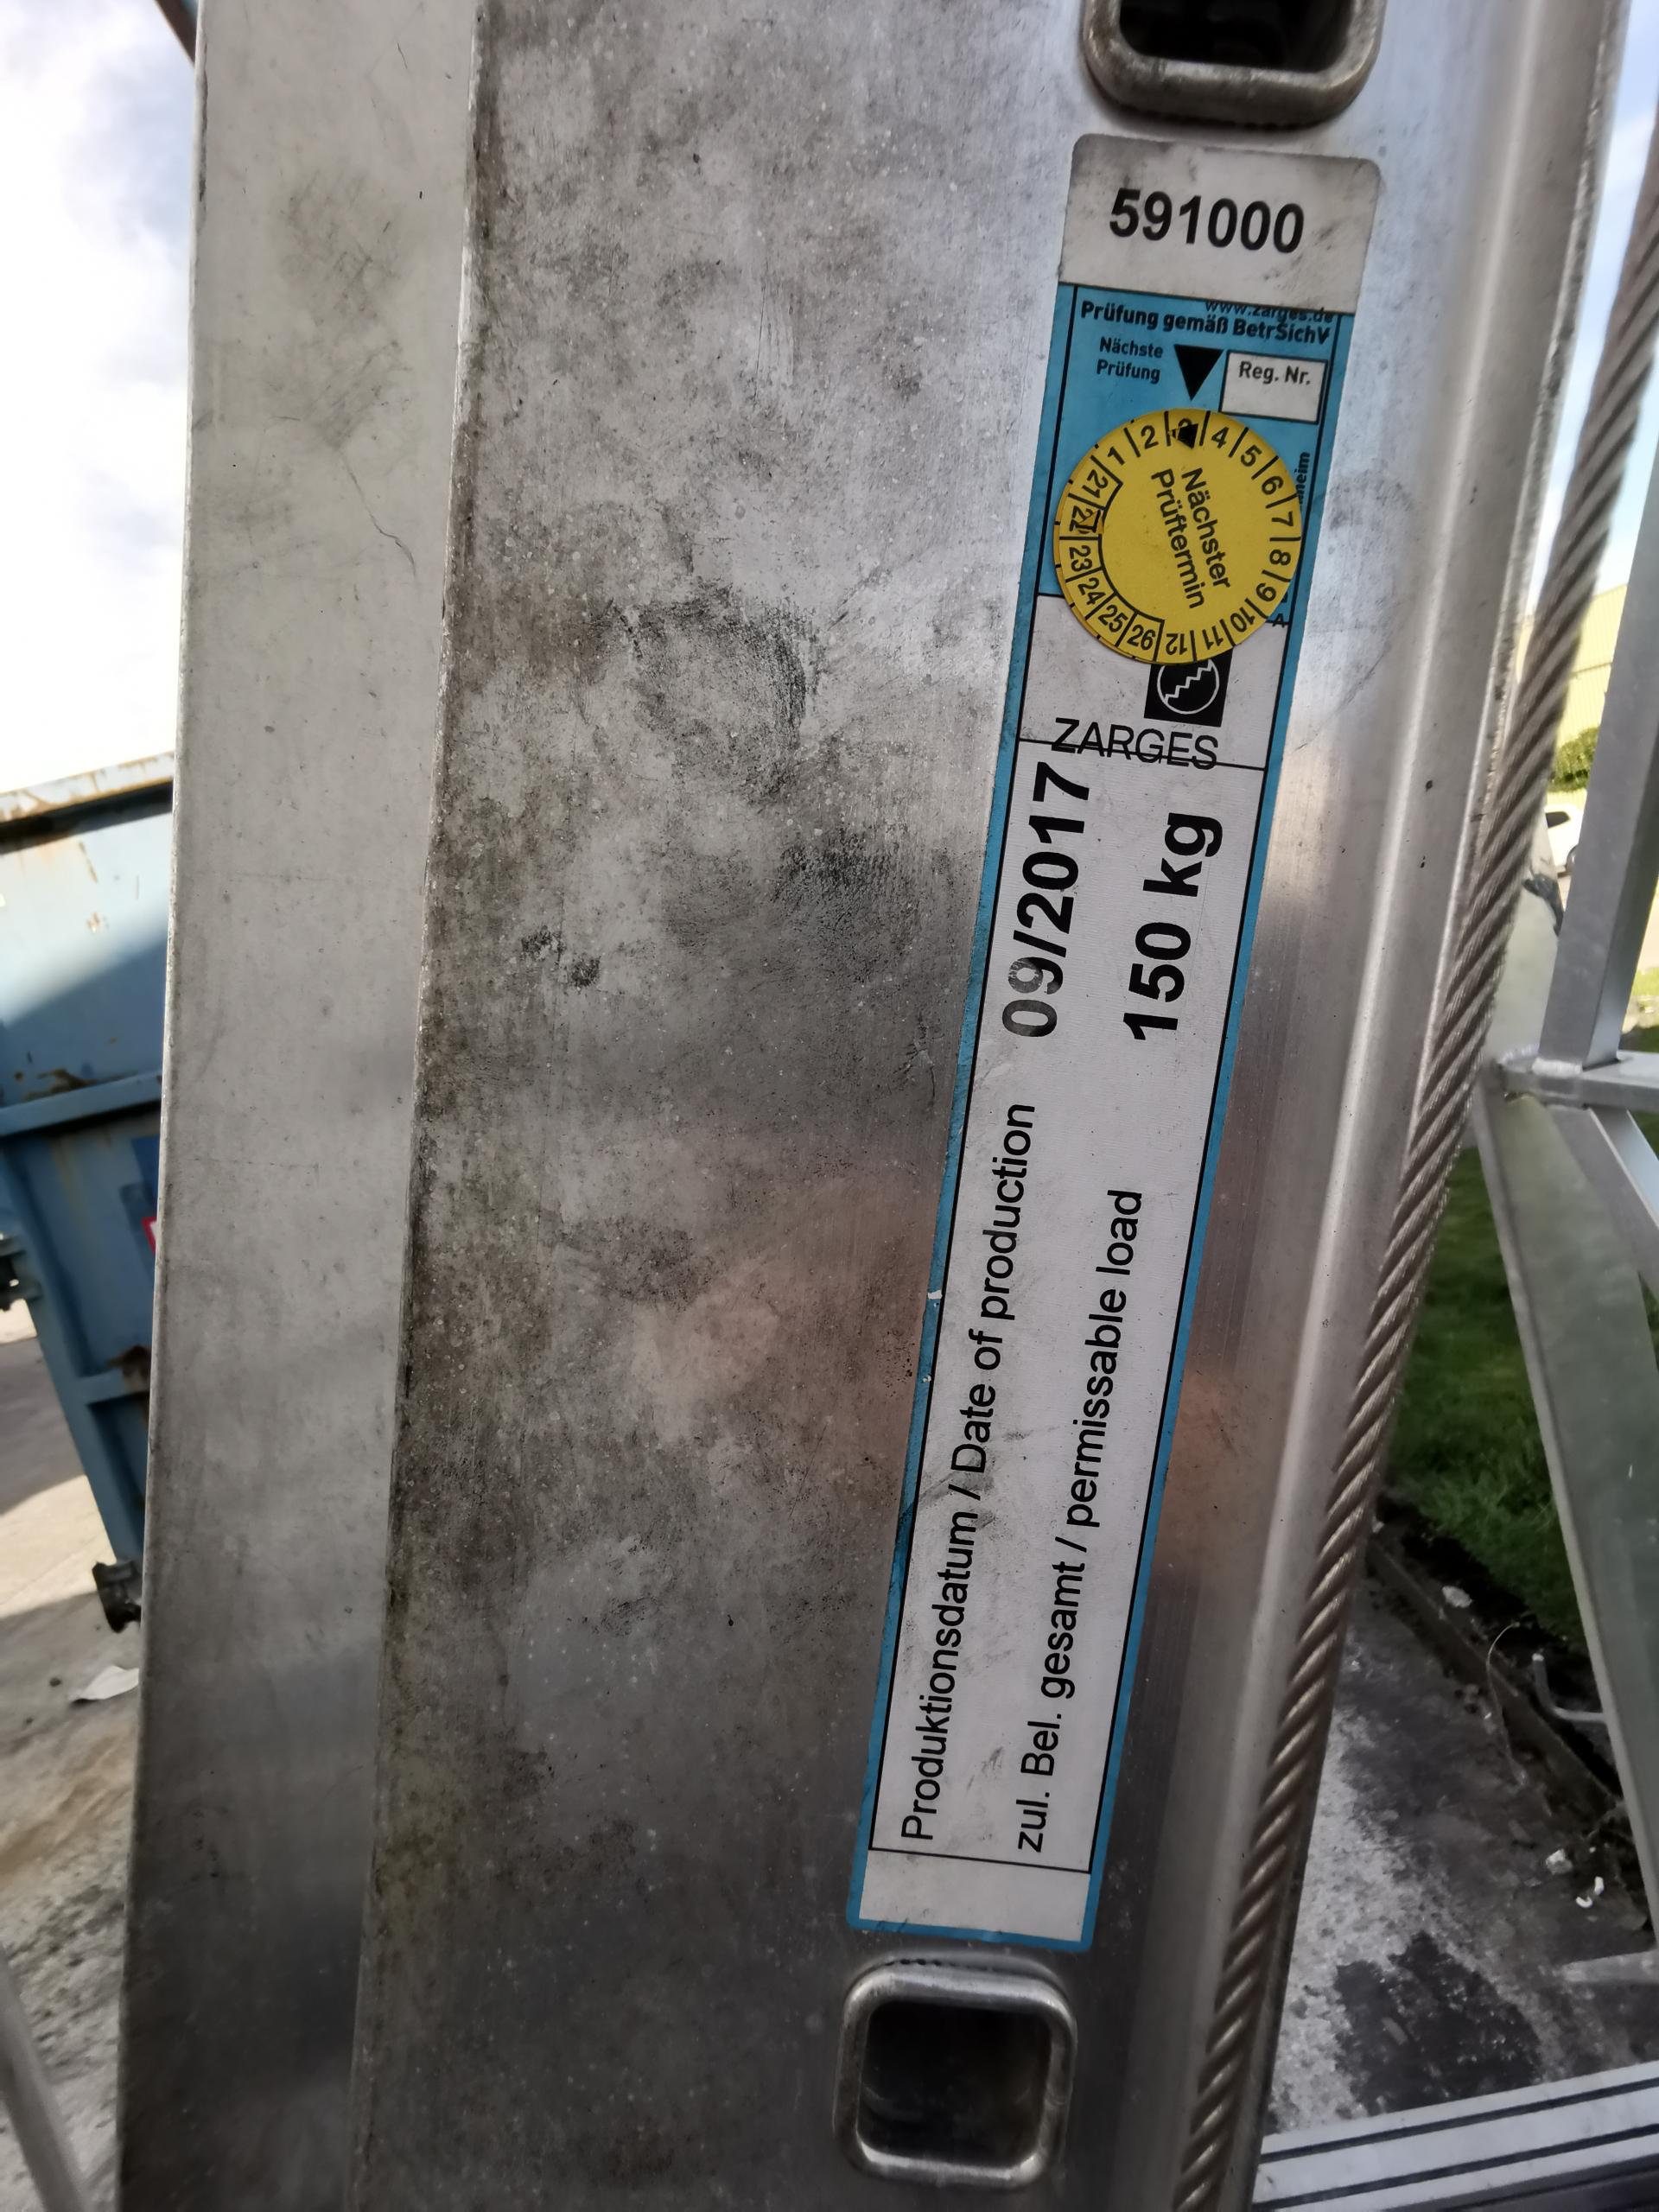 591000
www.zarges.de
Prüfung gemäß BetrSichV
Nächste
Prüfung
Reg. Nr.
1 2 3 4 5 6 7 8 9 10 11 12
21 22 23 24 25 26
Nächster
Prüftermin
ZARGES
Produktionsdatum / Date of production 09/2017
zul. Bel. gesamt / permissable load 150 kg